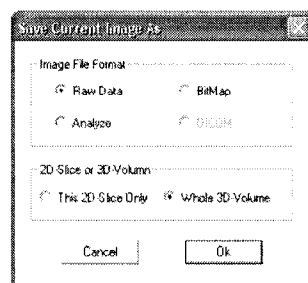 Save Current Image As
Image File Format
Raw Data BitMap
Analyze DICOM
2D-Slice or 3D-Volumn
This 2D-Slice Only Whole 3D-Volume
Cancel Ok